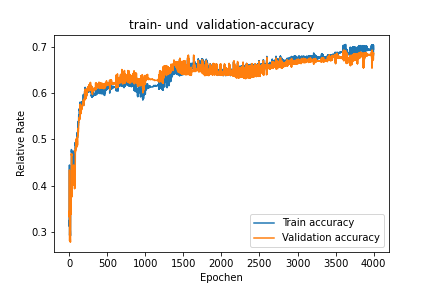 train- und  validation-accuracy
0.7
0.6
0.5
0.4
0.3
Relative Rate
0 500 1000 1500 2000 2500 3000 3500 4000
Epochen
Train accuracy
Validation accuracy